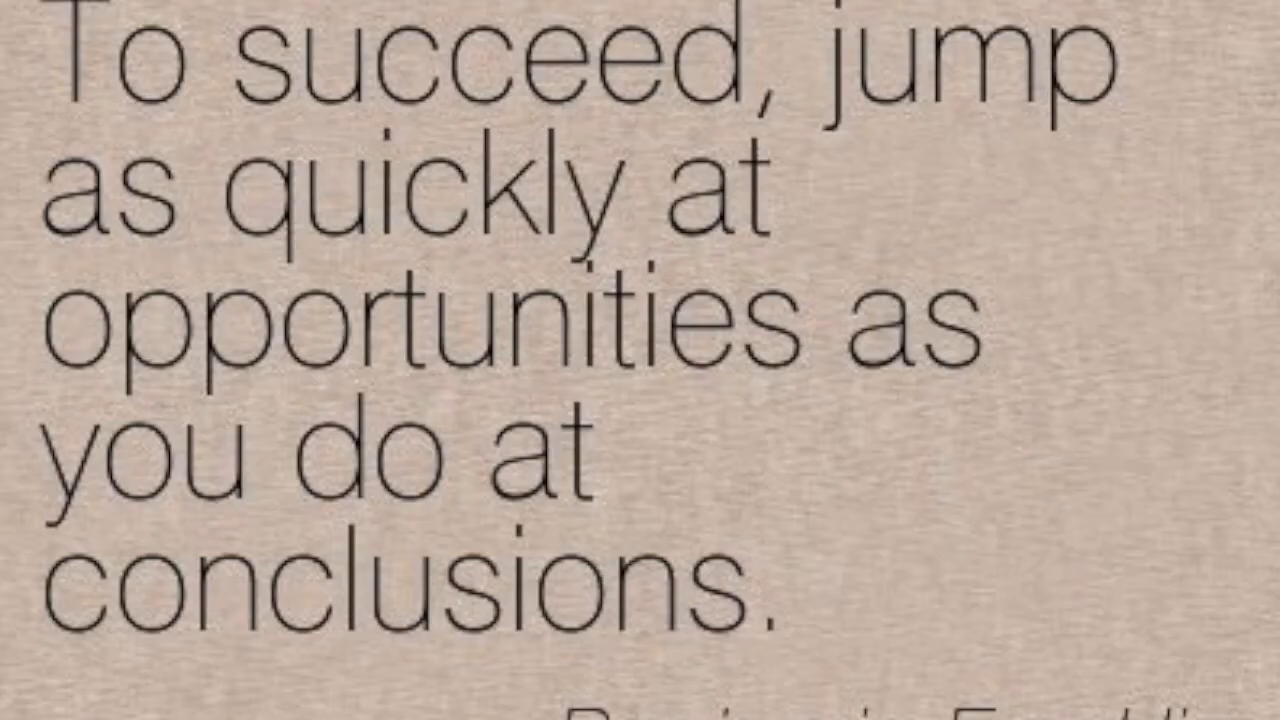 To succeed, jump
as quickly at
opportunities as
you do at
conclusions.